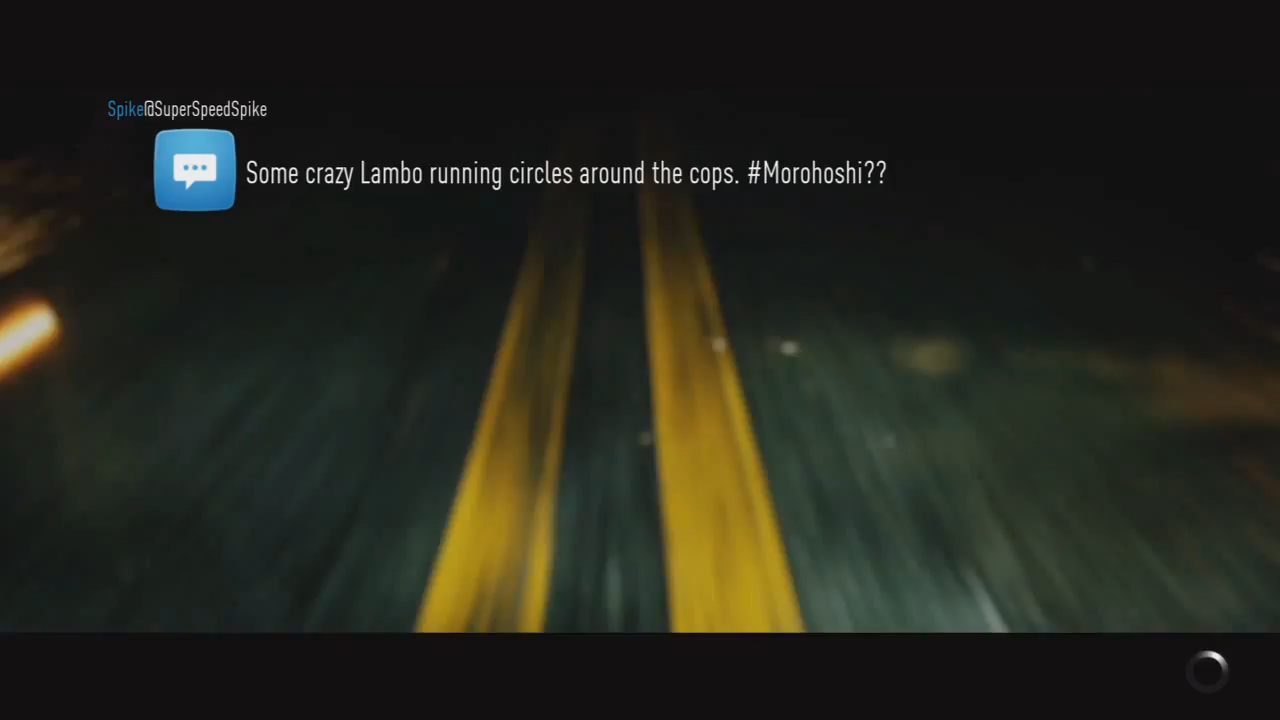 Spike@SuperSpeedSpike
Some crazy Lambo running circles around the cops. #Morohoshi??